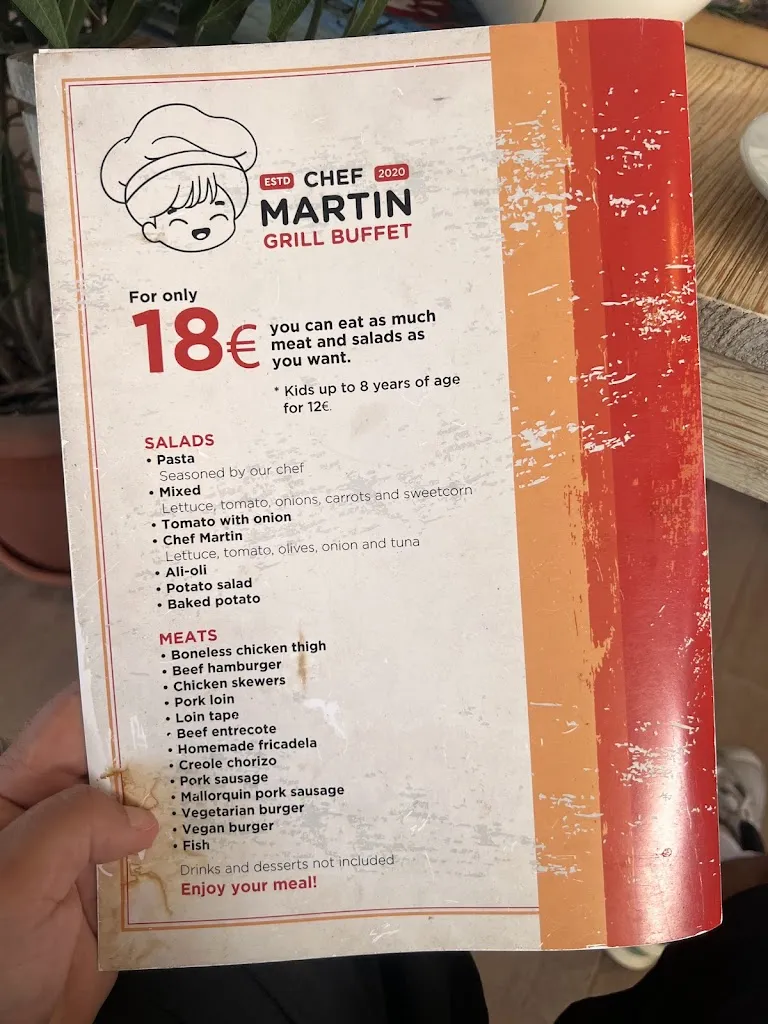 ESTD CHEF 2020
MARTIN
GRILL BUFFET
For only
18€
you can eat as much
meat and salads as
you want.
* Kids up to 8 years of age
for 12€.
SALADS
• Pasta
Seasoned by our chef
• Mixed
Lettuce, tomato, onions, carrots and sweetcorn
• Tomato with onion
• Chef Martin
Lettuce, tomato, olives, onion and tuna
• Ali-oli
• Potato salad
• Baked potato
MEATS
• Boneless chicken thigh
• Beef hamburger
• Chicken skewers
• Pork loin
• Loin tape
• Beef entrecote
• Homemade fricadela
• Creole chorizo
• Pork sausage
• Mallorquin pork sausage
• Vegetarian burger
• Vegan burger
• Fish
Drinks and desserts not included
Enjoy your meal!